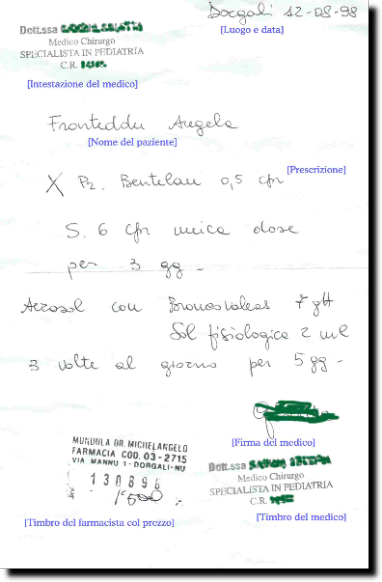 Dorgali 12-08-98
Dott.ssa
[Luogo e data]
Medico Chirurgo
SPECIALISTA IN PEDIATRIA
C.R.
[Intestazione del medico]
Fronteddu Angela
[Nome del paziente]
[Prescrizione]
X Pz. Bentelan 0,5 cpr
S. 6 cpr unica dose
per 3 gg -
Aerosol con Broncovaleas 7 gtt
Sol fisiologica 2 ml
3 volte al giorno per 5 gg -
MUNDULA DR. MICHELANGELO
FARMACIA COD. 03-2715
VIA MANNU 1 - DORGALI-NU
130898
[Firma del medico]
Dott.ssa
Medico Chirurgo
SPECIALISTA IN PEDIATRIA
C.R.
[Timbro del farmacista col prezzo]
[Timbro del medico]